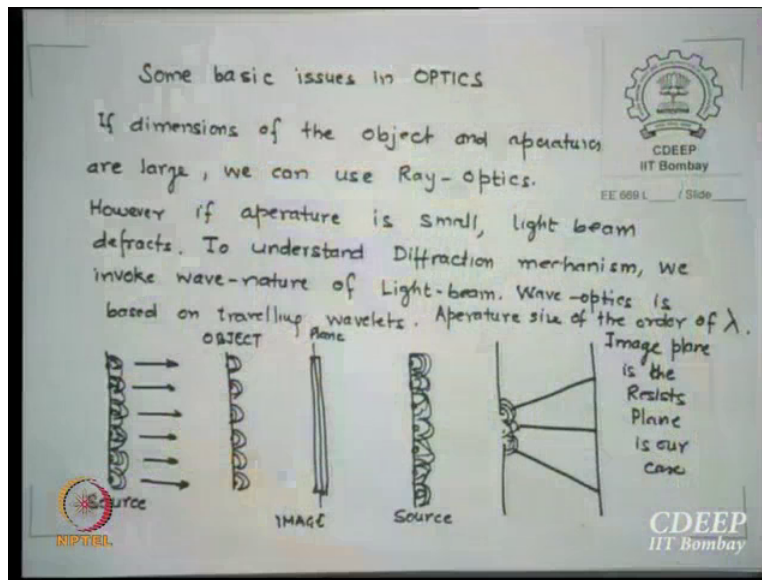 Some basic issues in OPTICS
CDEEP
IIT Bombay
EE 669 L____ / Slide____
If dimensions of the object and aperatures
are large, we can use Ray-optics.
However if aperature is small, light beam
defracts. To understand Diffraction mechanism, we
invoke wave-nature of Light-beam. Wave-optics is
based on travelling wavelets. Aperature size of the order of λ.
OBJECT
Plane
Image plane
is the
Resists
Plane
is our
case
Source
IMAGE
Source
NPTEL
CDEEP
IIT Bombay